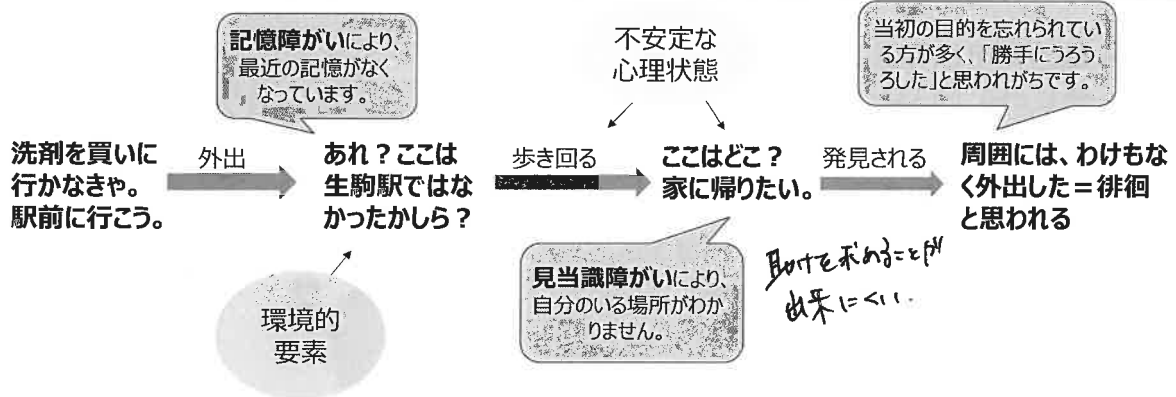 記憶障がいにより、
最近の記憶がなく
なっています。
不安定な
心理状態
当初の目的を忘れられてい
る方が多く、「勝手にうろう
ろした」と思われがちです。
洗剤を買いに
行かなきゃ。
駅前に行こう。
外出
あれ？ここは
生駒駅ではな
かったかしら？
歩き回る
ここはどこ？
家に帰りたい。
発見される
周囲には、わけもな
く外出した＝徘徊
と思われる
環境的
要素
見当識障がいにより、
自分のいる場所がわか
りません。
助けを求めることが
出来にくい.